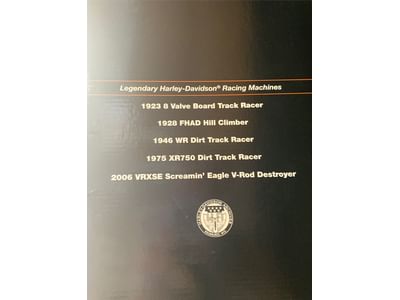 Legendary Harley-Davidson® Racing Machines
1923 8 Valve Board Track Racer
1928 FHAD Hill Climber
1946 WR Dirt Track Racer
1975 XR750 Dirt Track Racer
2006 VRXSE Screamin' Eagle V-Rod Destroyer